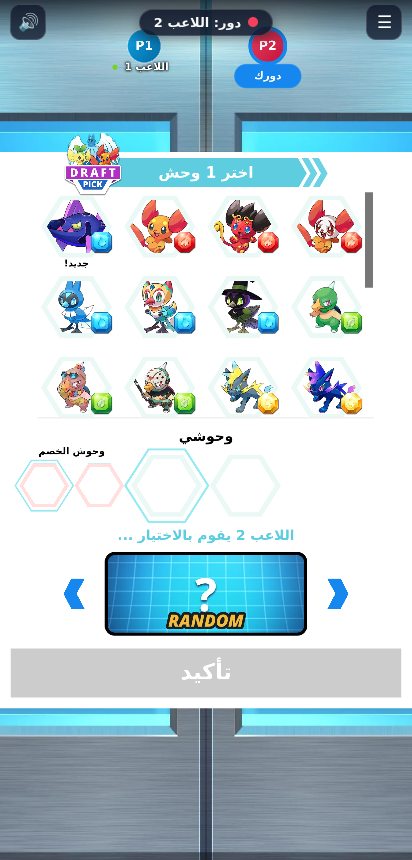 دور: اللاعب 2
P1
P2
اللاعب 1
دورك
DRAFT
PICK
اختر 1 وحش
جديد!
وحوشي
وحوش الخصم
اللاعب 2 يقوم بالاختيار ...
?
RANDOM
تأكيد